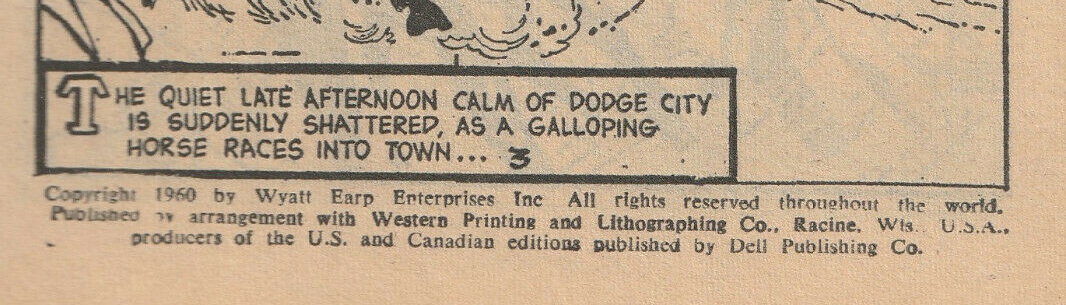 THE QUIET LATE AFTERNOON CALM OF DODGE CITY
IS SUDDENLY SHATTERED, AS A GALLOPING
HORSE RACES INTO TOWN... 3
Copyright 1960 by Wyatt Earp Enterprises Inc All rights reserved throughout the world.
Published by arrangement with Western Printing and Lithographing Co., Racine, Wis., U.S.A.,
producers of the U.S. and Canadian editions published by Dell Publishing Co.